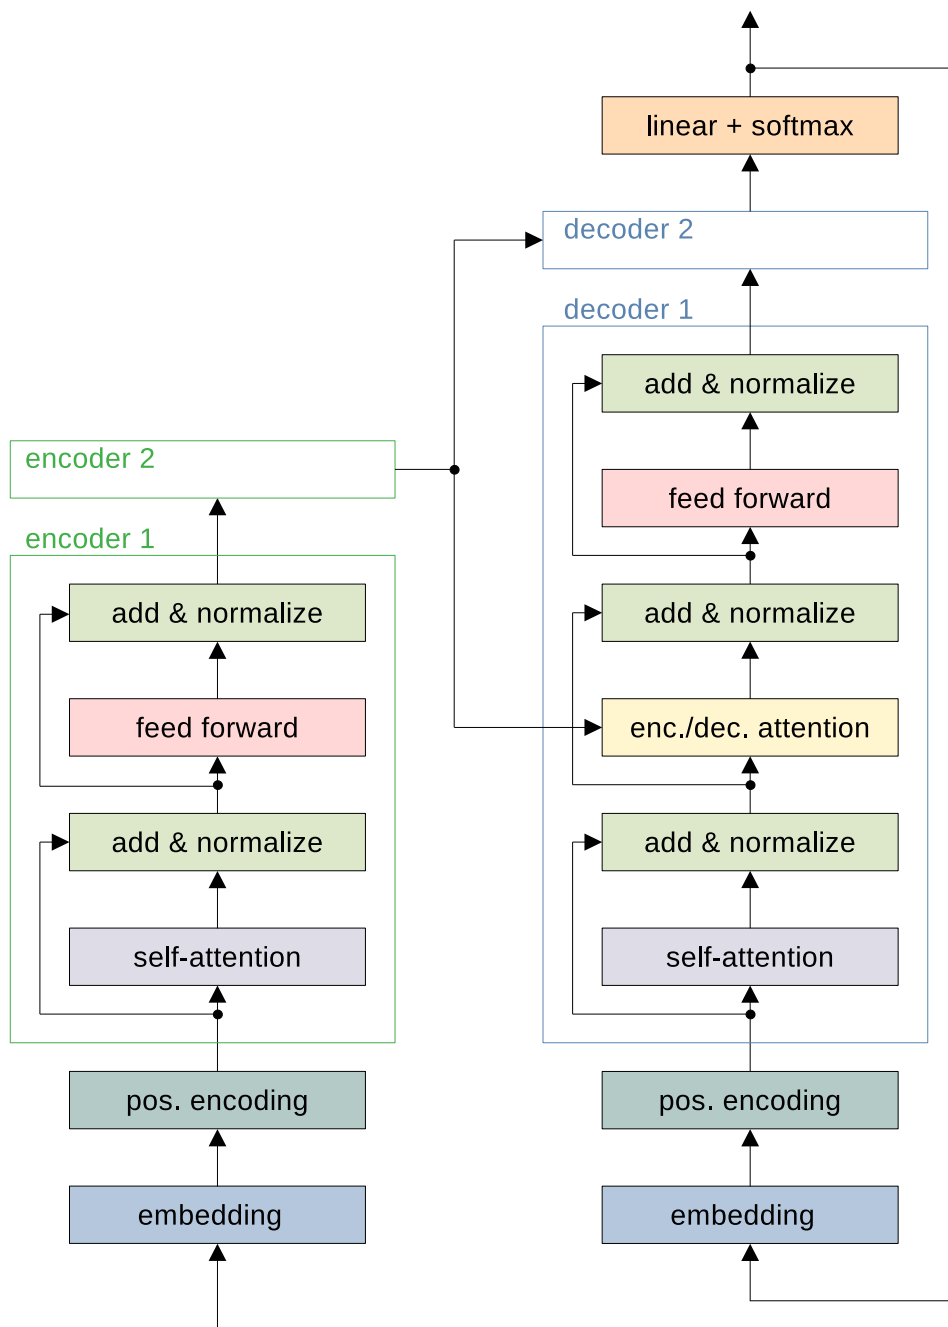 linear + softmax
decoder 2
decoder 1
add & normalize
feed forward
add & normalize
enc./dec. attention
add & normalize
self-attention
pos. encoding
embedding
encoder 2
encoder 1
add & normalize
feed forward
add & normalize
self-attention
pos. encoding
embedding